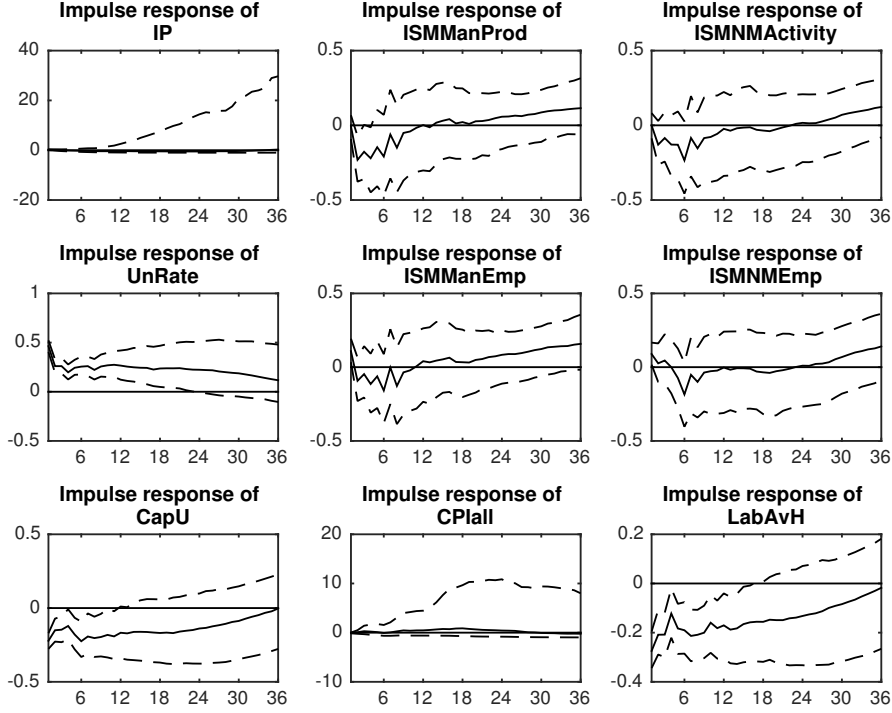 Impulse response of
IP
40
20
0
-20
6 12 18 24 30 36
Impulse response of
ISMManProd
0.5
0
-0.5
6 12 18 24 30 36
Impulse response of
ISMNMActivity
0.5
0
-0.5
6 12 18 24 30 36
Impulse response of
UnRate
1
0.5
0
-0.5
6 12 18 24 30 36
Impulse response of
ISMManEmp
0.5
0
-0.5
6 12 18 24 30 36
Impulse response of
ISMNMEmp
0.5
0
-0.5
6 12 18 24 30 36
Impulse response of
CapU
0.5
0
-0.5
6 12 18 24 30 36
Impulse response of
CPIall
20
10
0
-10
6 12 18 24 30 36
Impulse response of
LabAvH
0.2
0
-0.2
-0.4
6 12 18 24 30 36